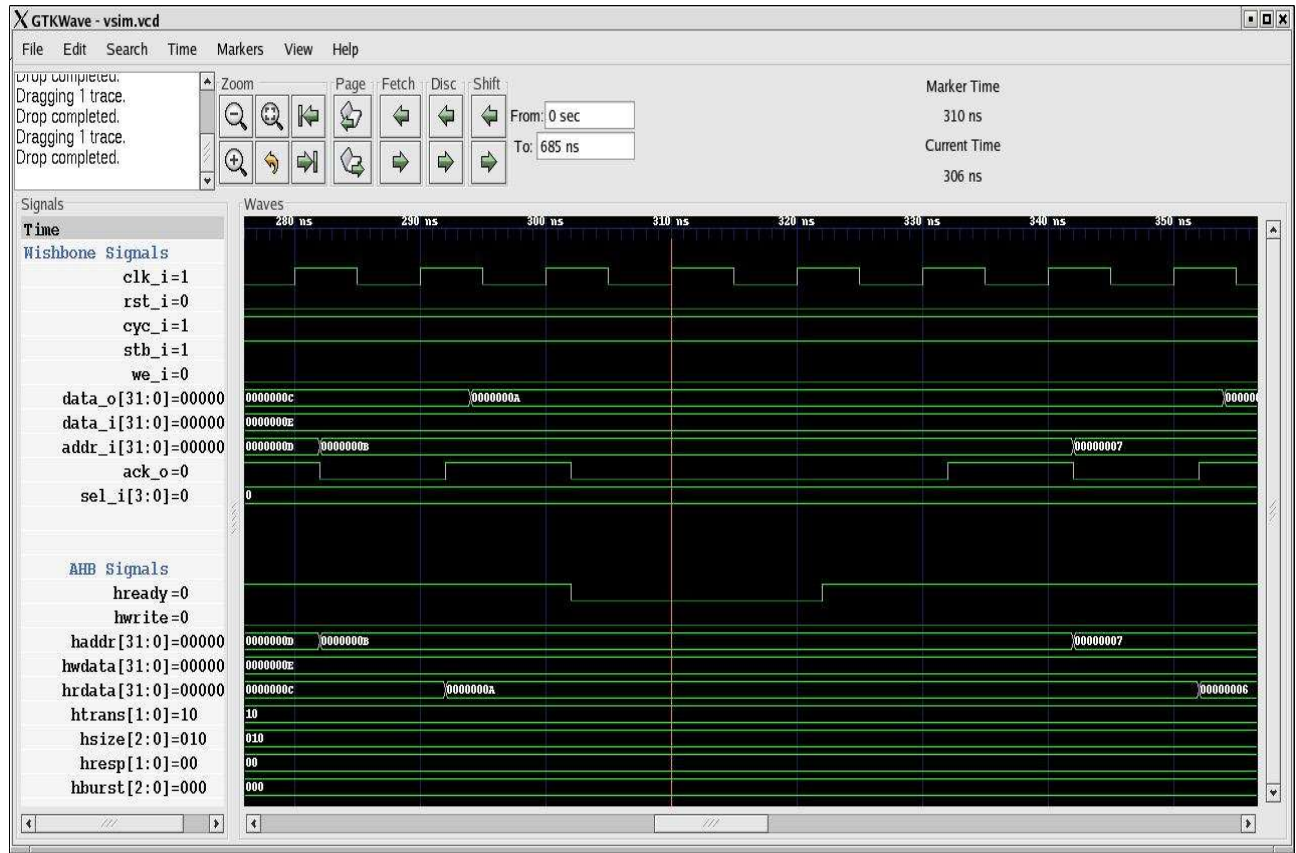 GTKWave - vsim.vcd
File Edit Search Time Markers View Help
Drop completed.
Dragging 1 trace.
Drop completed.
Dragging 1 trace.
Drop completed.
Zoom
Page
Fetch
Disc
Shift
From: 0 sec
To: 685 ns
Marker Time
310 ns
Current Time
306 ns
Signals
Time
Wishbone Signals
clk_i=1
rst_i=0
cyc_i=1
stb_i=1
we_i=0
data_o[31:0]=00000
data_i[31:0]=00000
addr_i[31:0]=00000
ack_o=0
sel_i[3:0]=0
AHB Signals
hready=0
hwrite=0
haddr[31:0]=00000
hwdata[31:0]=00000
hrdata[31:0]=00000
htrans[1:0]=10
hsize[2:0]=010
hresp[1:0]=00
hburst[2:0]=000
Waves
280 ns 290 ns 300 ns 310 ns 320 ns 330 ns 340 ns 350 ns
0000000C 0000000A 00000
0000000E
0000000D 0000000B 00000007
0
0000000D 0000000B 00000007
0000000E
0000000C 0000000A 00000006
10
010
00
000